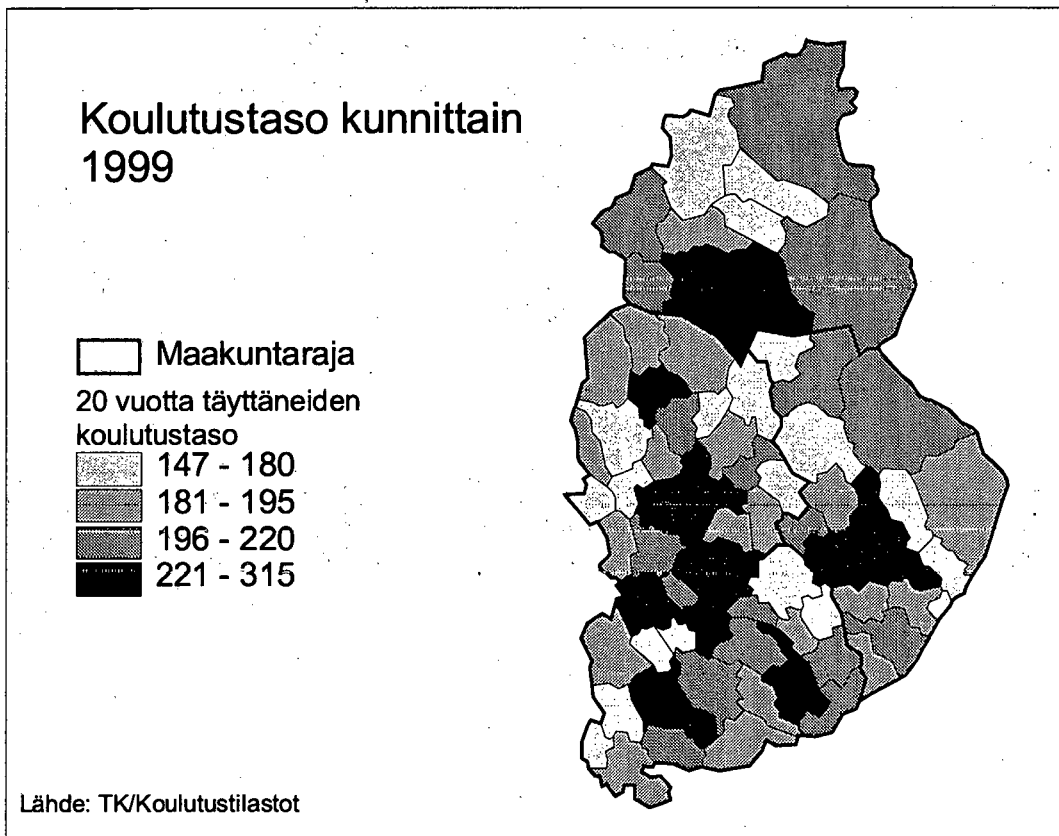 Koulutustaso kunnittain
1999
Maakuntaraja
20 vuotta täyttäneiden
koulutustaso
147 - 180
181 - 195
196 - 220
221 - 315
Lähde: TK/Koulutustilastot